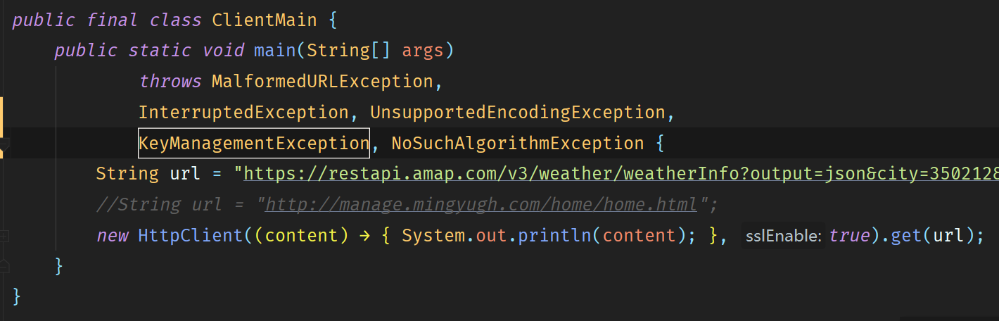 public final class ClientMain {
public static void main(String[] args)
throws MalformedURLException,
InterruptedException, UnsupportedEncodingException,
KeyManagementException, NoSuchAlgorithmException {
String url = "https://restapi.amap.com/v3/weather/weatherInfo?output=json&city=3502128
//String url = "http://manage.mingyugh.com/home/home.html";
new HttpClient((content) → { System.out.println(content); }, sslEnable: true).get(url);
}
}